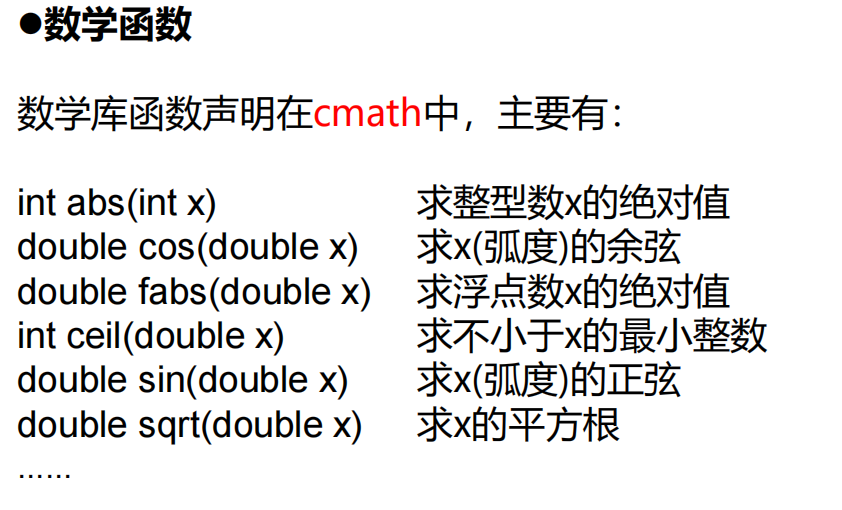 ●数学函数
数学库函数声明在cmath中，主要有：
int abs(int x) 求整型数x的绝对值
double cos(double x) 求x(弧度)的余弦
double fabs(double x) 求浮点数x的绝对值
int ceil(double x) 求不小于x的最小整数
double sin(double x) 求x(弧度)的正弦
double sqrt(double x) 求x的平方根
……